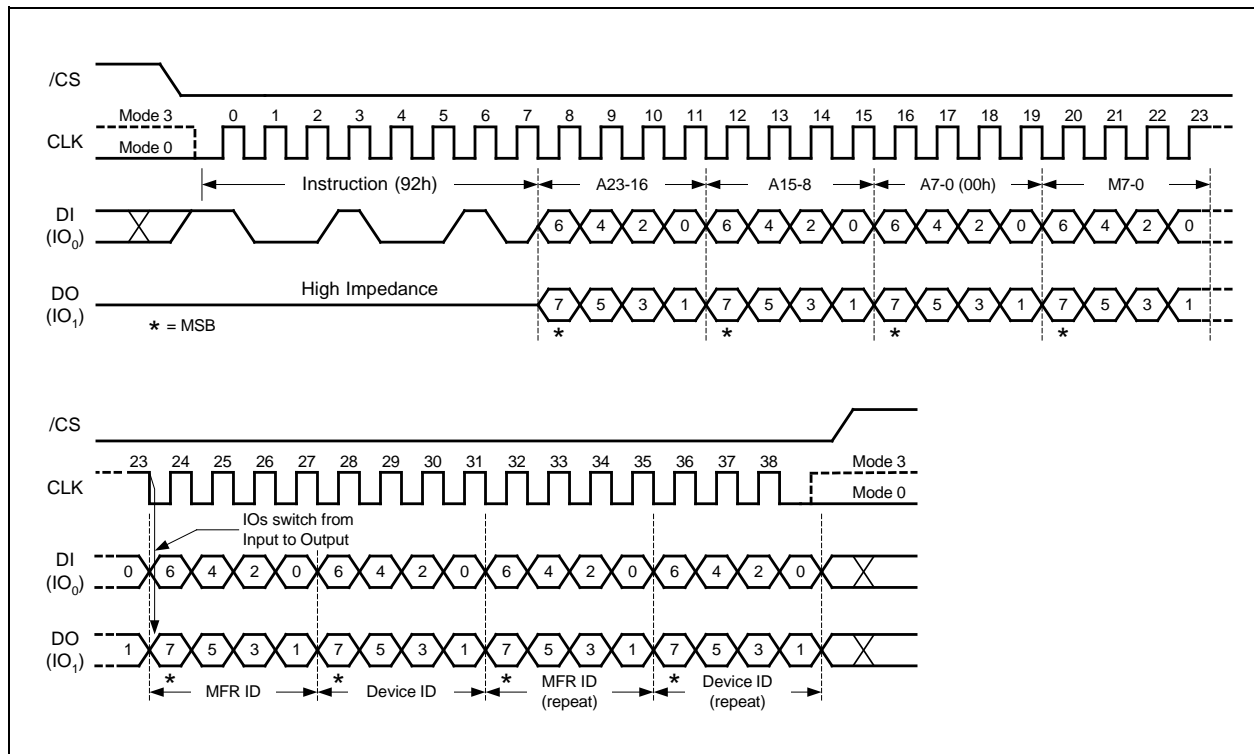 /CS
Mode 3 0 1 2 3 4 5 6 7 8 9 10 11 12 13 14 15 16 17 18 19 20 21 22 23
CLK
Mode 0
Instruction (92h) A23-16 A15-8 A7-0 (00h) M7-0
DI
(IO0)
6 4 2 0 6 4 2 0 6 4 2 0 6 4 2 0
High Impedance
DO
(IO1)
7 5 3 1 7 5 3 1 7 5 3 1 7 5 3 1
* = MSB
* * * *
/CS
23 24 25 26 27 28 29 30 31 32 33 34 35 36 37 38 Mode 3
CLK
Mode 0
IOs switch from
Input to Output
DI
(IO0)
0 6 4 2 0 6 4 2 0 6 4 2 0 6 4 2 0
DO
(IO1)
1 7 5 3 1 7 5 3 1 7 5 3 1 7 5 3 1
* * * *
MFR ID Device ID MFR ID
(repeat)
Device ID
(repeat)